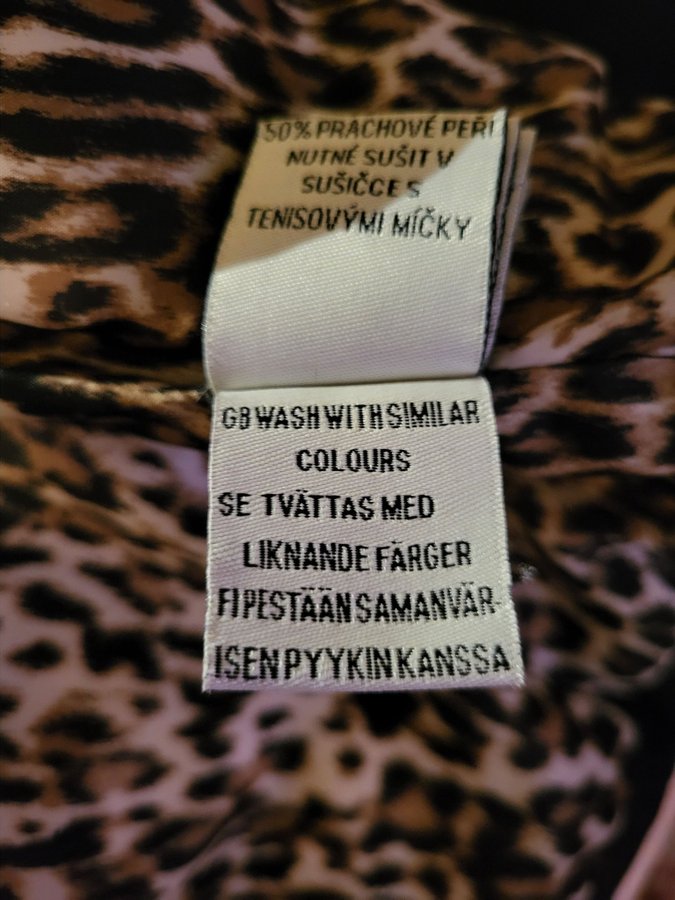 50% PRACHOVÉ PEŘÍ
NUTNÉ SUŠIT V
SUŠIČCE S
TENISOVÝMI MÍČKY
GB WASH WITH SIMILAR
COLOURS
SE TVÄTTAS MED
LIKNANDE FÄRGER
FI PESTÄÄN SAMANVÄR-
ISEN PYYKIN KANSSA